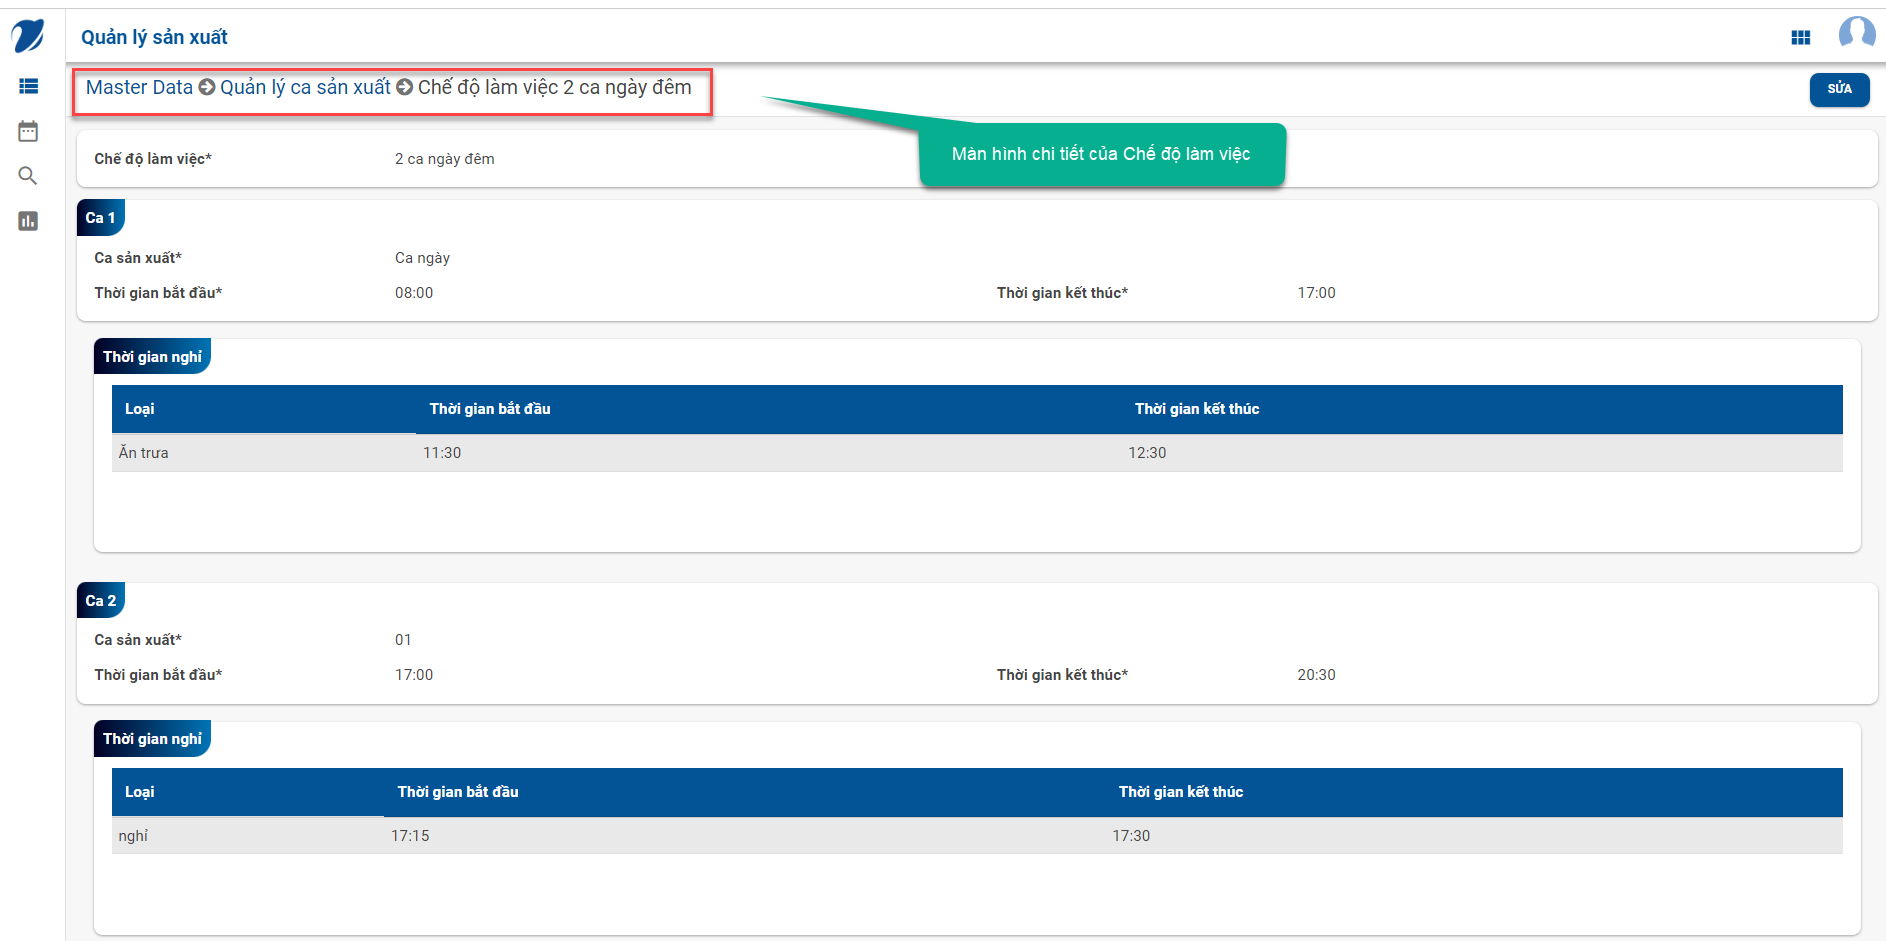 Quản lý sản xuất
Master Data Quản lý ca sản xuất Chế độ làm việc 2 ca ngày đêm
SỬA
Màn hình chi tiết của Chế độ làm việc
Chế độ làm việc* 2 ca ngày đêm
Ca 1
Ca sản xuất* Ca ngày
Thời gian bắt đầu* 08:00 Thời gian kết thúc* 17:00
Thời gian nghỉ
Loại Thời gian bắt đầu Thời gian kết thúc
Ăn trưa 11:30 12:30
Ca 2
Ca sản xuất* 01
Thời gian bắt đầu* 17:00 Thời gian kết thúc* 20:30
Thời gian nghỉ
Loại Thời gian bắt đầu Thời gian kết thúc
nghỉ 17:15 17:30